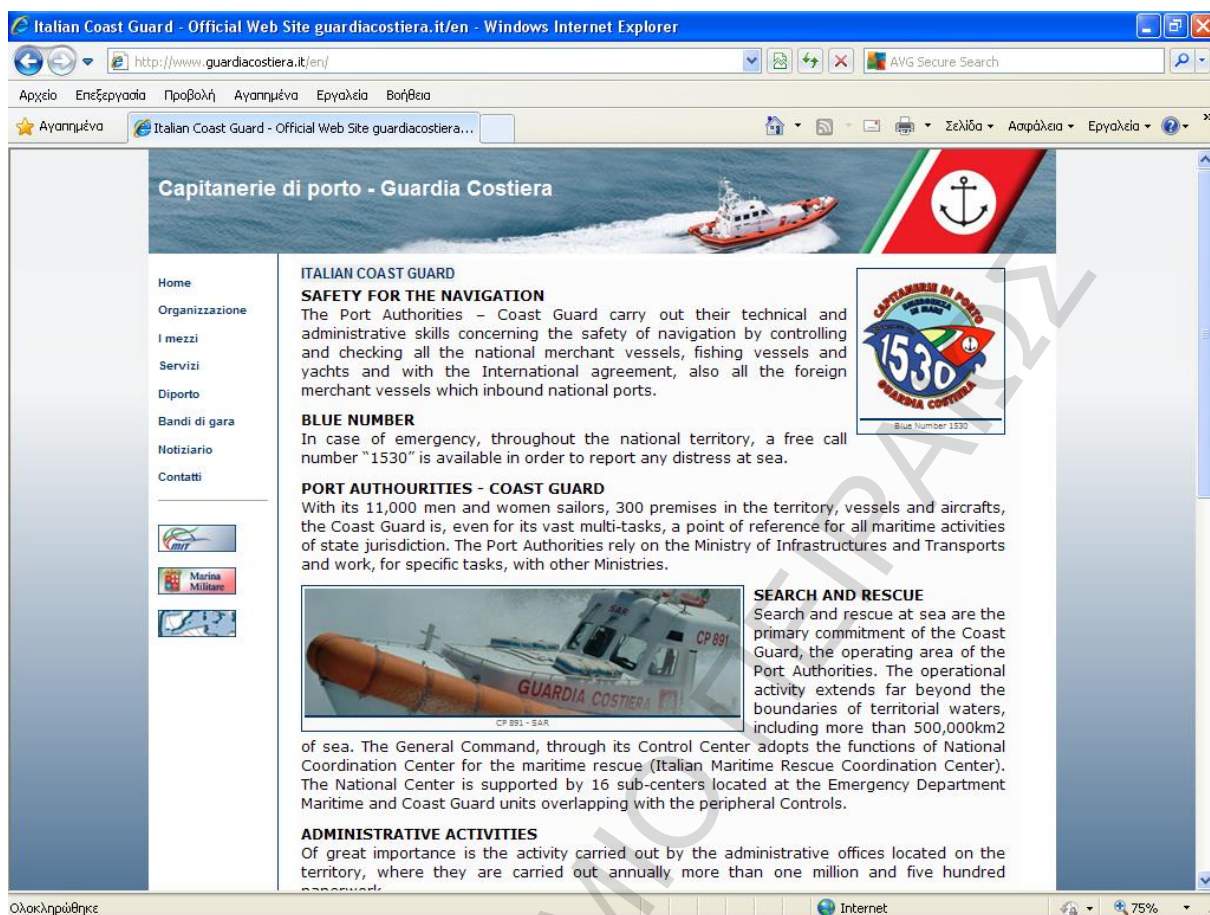 Italian Coast Guard - Official Web Site guardiacostiera.it/en - Windows Internet Explorer
http://www.guardiacostiera.it/en/
AVG Secure Search
Αρχείο Επεξεργασία Προβολή Αγαπημένα Εργαλεία Βοήθεια
Αγαπημένα
Italian Coast Guard - Official Web Site guardiacostiera...
Σελίδα Ασφάλεια Εργαλεία
Capitanerie di porto - Guardia Costiera
Home
Organizzazione
I mezzi
Servizi
Diporto
Bandi di gara
Notiziario
Contatti
MIT
Marina
Militare
ITALIAN COAST GUARD
SAFETY FOR THE NAVIGATION
The Port Authorities – Coast Guard carry out their technical and
administrative skills concerning the safety of navigation by controlling
and checking all the national merchant vessels, fishing vessels and
yachts and with the International agreement, also all the foreign
merchant vessels which inbound national ports.
CAPITANERIE DI PORTO
EMERGENZA
IN MARE
1530
GUARDIA COSTIERA
Blue Number 1530
BLUE NUMBER
In case of emergency, throughout the national territory, a free call
number "1530" is available in order to report any distress at sea.
PORT AUTHOURITIES - COAST GUARD
With its 11,000 men and women sailors, 300 premises in the territory, vessels and aircrafts,
the Coast Guard is, even for its vast multi-tasks, a point of reference for all maritime activities
of state jurisdiction. The Port Authorities rely on the Ministry of Infrastructures and Transports
and work, for specific tasks, with other Ministries.
SAR
CP 891
GUARDIA COSTIERA
CP 891 - SAR
SEARCH AND RESCUE
Search and rescue at sea are the
primary commitment of the Coast
Guard, the operating area of the
Port Authorities. The operational
activity extends far beyond the
boundaries of territorial waters,
including more than 500,000km2
of sea. The General Command, through its Control Center adopts the functions of National
Coordination Center for the maritime rescue (Italian Maritime Rescue Coordination Center).
The National Center is supported by 16 sub-centers located at the Emergency Department
Maritime and Coast Guard units overlapping with the peripheral Controls.
ADMINISTRATIVE ACTIVITIES
Of great importance is the activity carried out by the administrative offices located on the
territory, where they are carried out annually more than one million and five hundred
ΜΙΟ ΠΕΙΡΑΙΩΣ
Ολοκληρώθηκε
Internet
75%